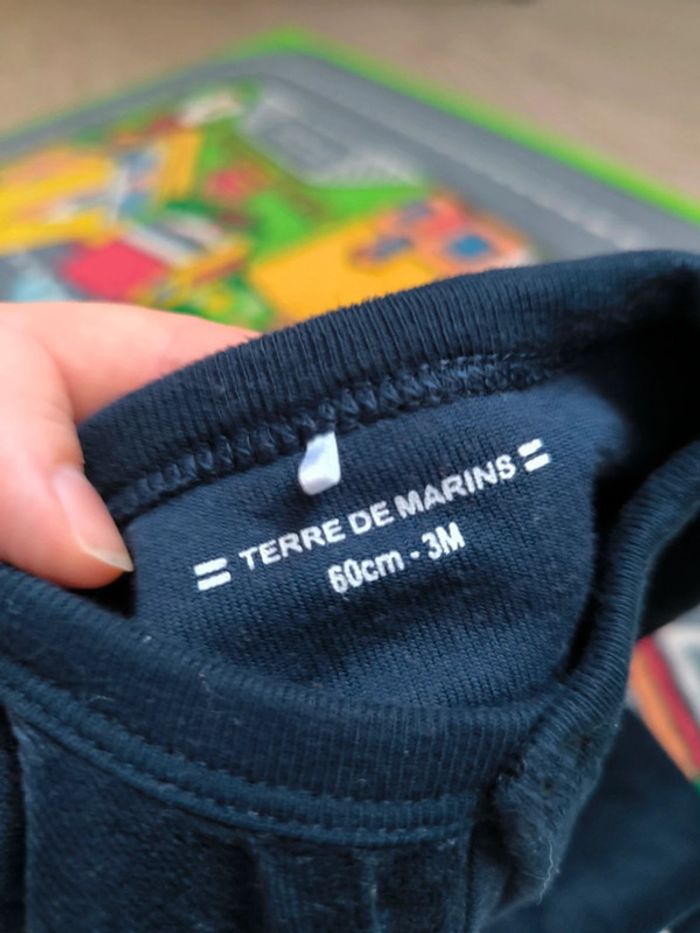 = TERRE DE MARINS =
60cm - 3M